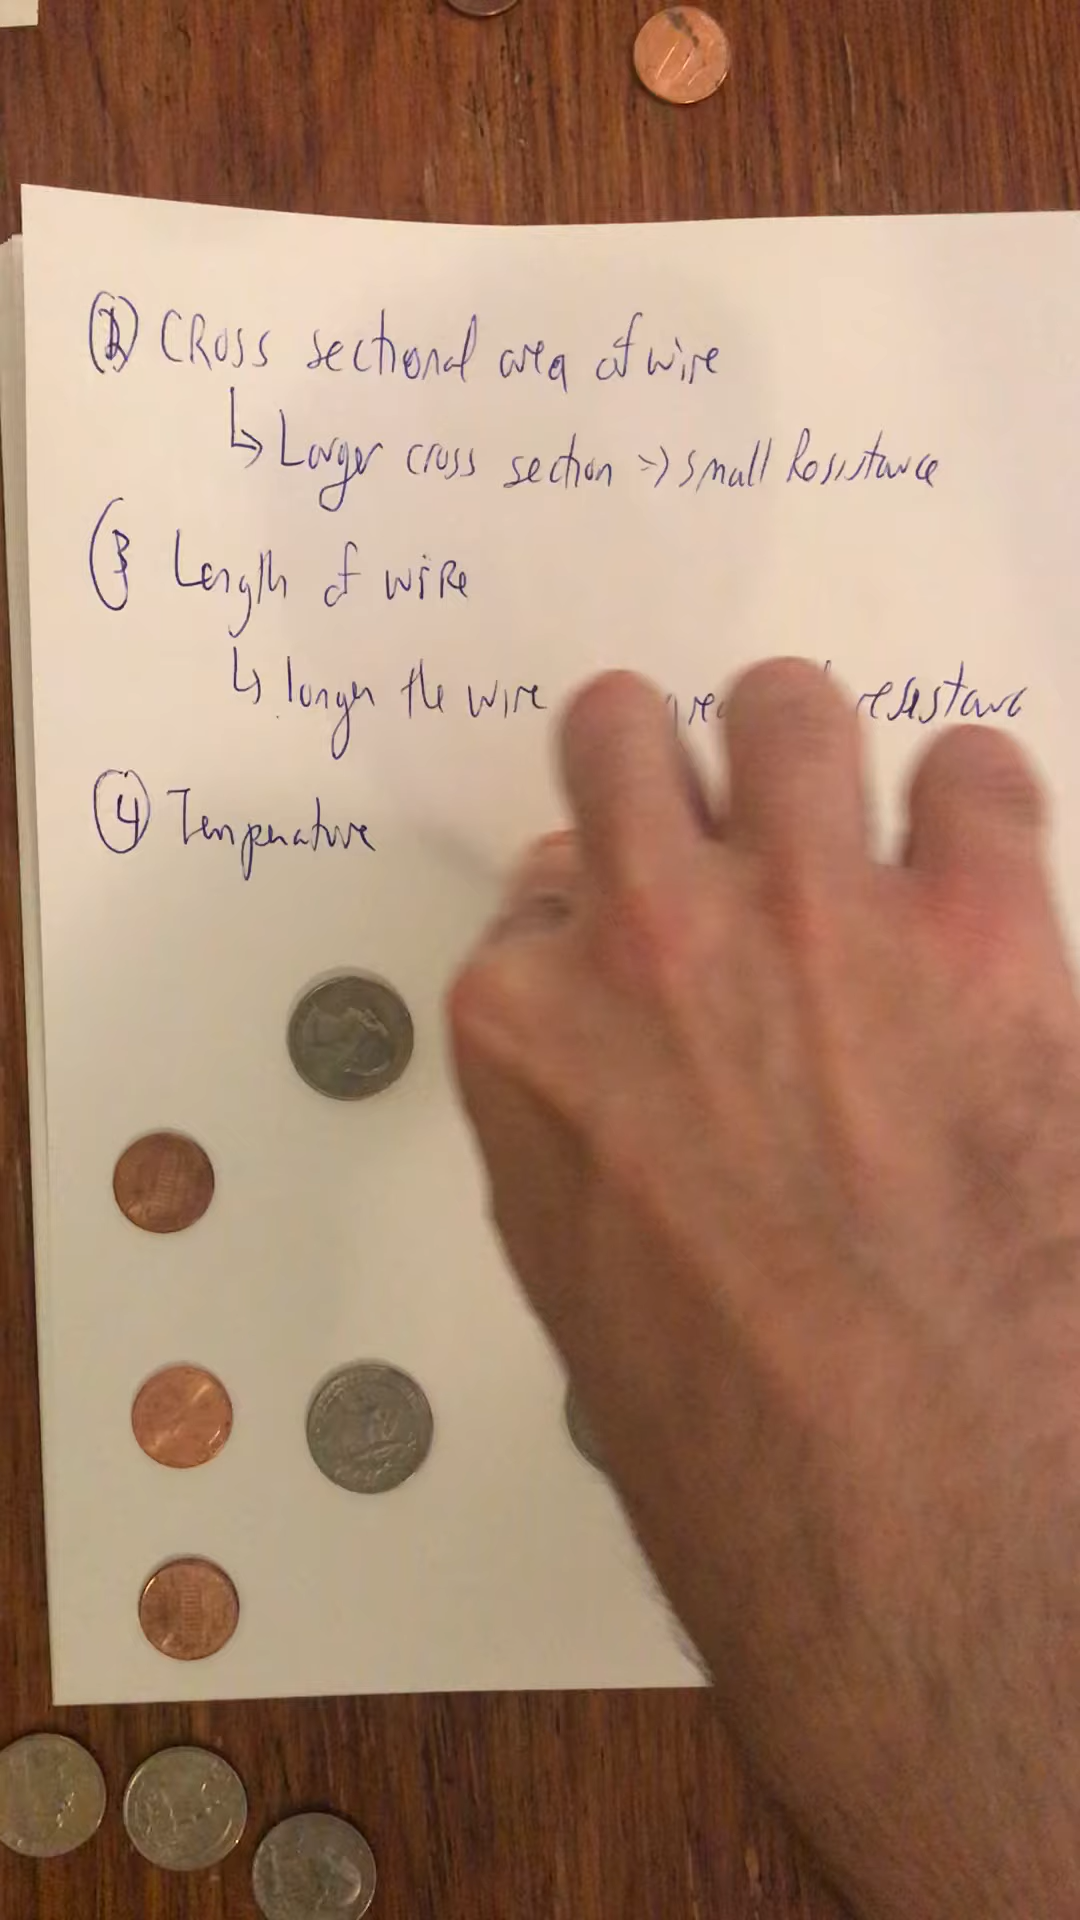 ② CROSS sectional area of wire
↳ Larger cross section => small Resistance
③ Length of wire
↳ longer the wire resistance
④ Temperature